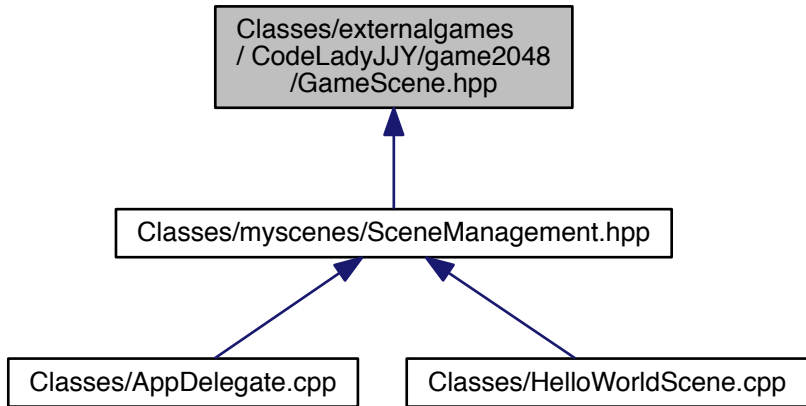 Classes/externalgames
/ CodeLadyJJY/game2048
/GameScene.hpp
Classes/myscenes/SceneManagement.hpp
Classes/AppDelegate.cpp
Classes/HelloWorldScene.cpp